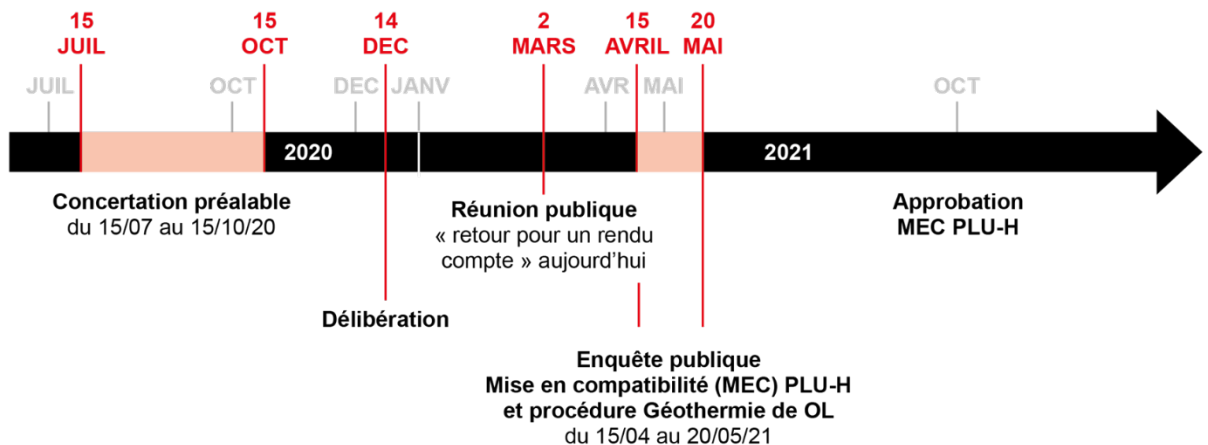 15 JUIL
15 OCT
14 DEC
2 MARS
15 AVRIL
20 MAI
JUIL
OCT
DEC
JANV
AVR
MAI
OCT
2020
2021
Concertation préalable
du 15/07 au 15/10/20
Réunion publique
« retour pour un rendu
compte » aujourd’hui
Approbation
MEC PLU-H
Délibération
Enquête publique
Mise en compatibilité (MEC) PLU-H
et procédure Géothermie de OL
du 15/04 au 20/05/21